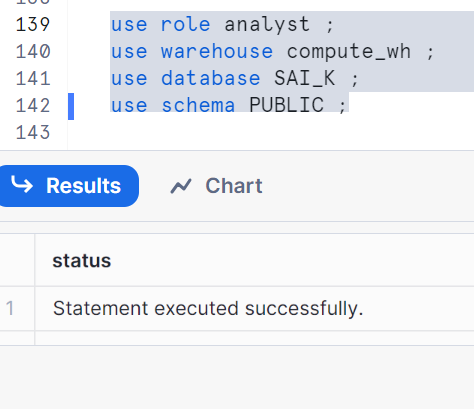 139 use role analyst ;
140 use warehouse compute_wh ;
141 use database SAI_K ;
142 use schema PUBLIC ;
143
Results Chart
status
1 Statement executed successfully.